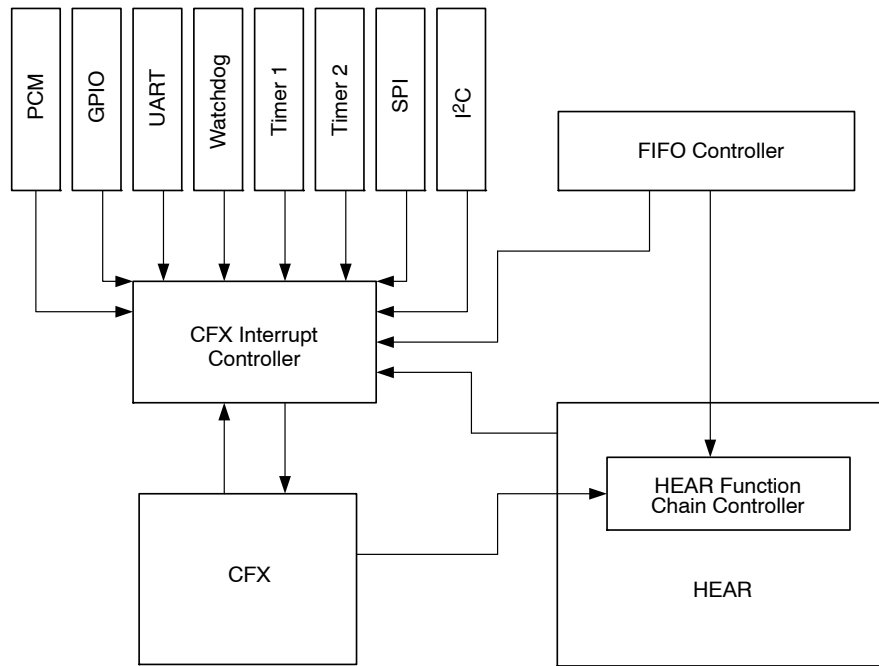 PCM
GPIO
UART
Watchdog
Timer 1
Timer 2
SPI
I²C
FIFO Controller
CFX Interrupt
Controller
HEAR Function
Chain Controller
CFX
HEAR